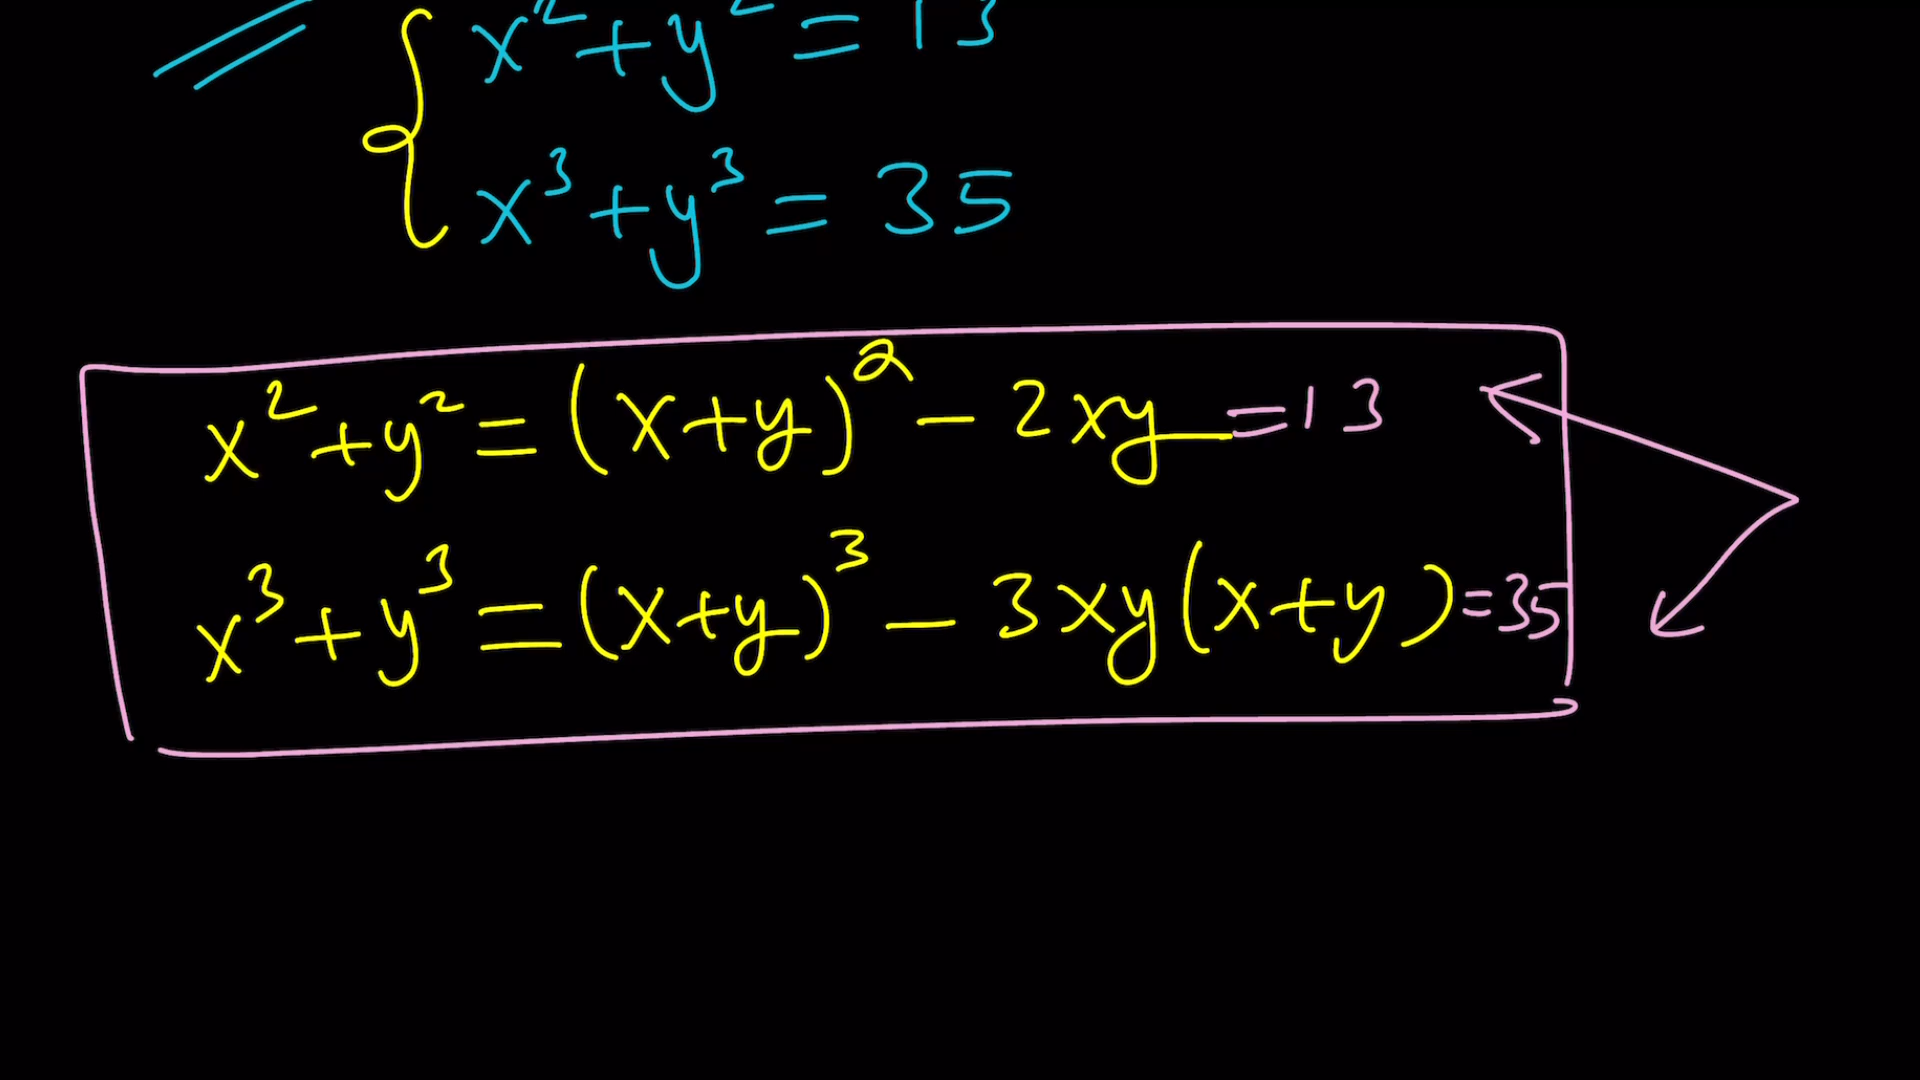 x²+y² = 13
x³+y³ = 35
x²+y² = (x+y)² - 2xy = 13
x³+y³ = (x+y)³ - 3xy(x+y) = 35